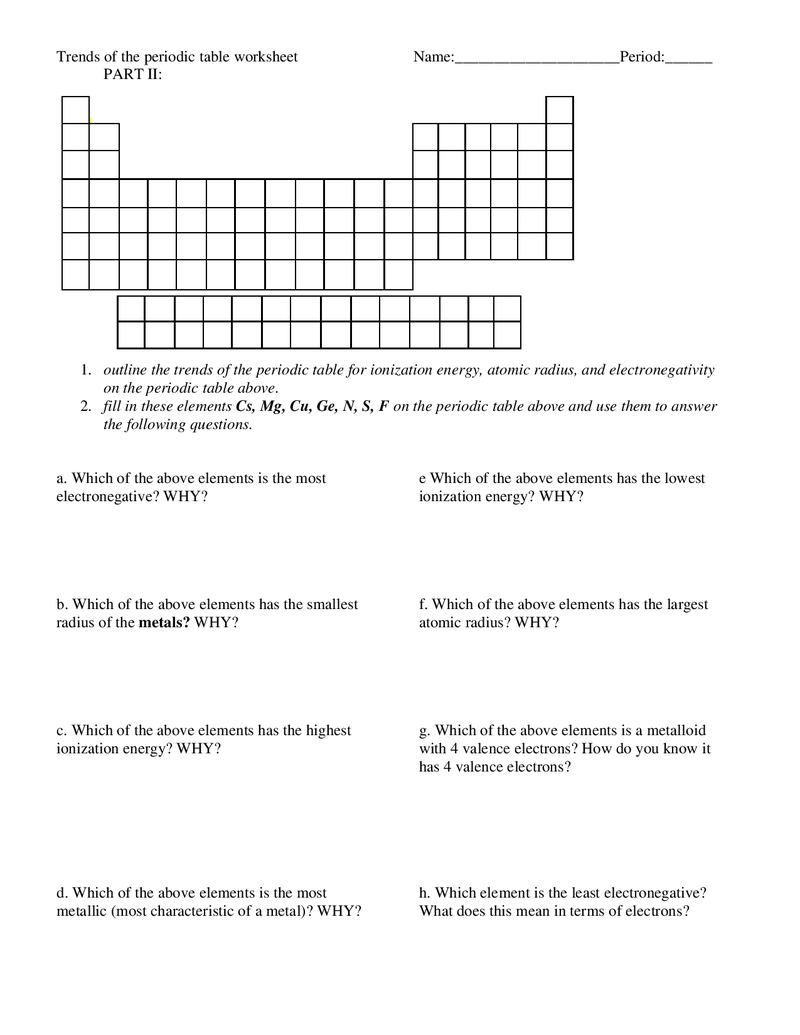 Trends of the periodic table worksheet Name:_____________________Period:______
PART II:
1. outline the trends of the periodic table for ionization energy, atomic radius, and electronegativity
on the periodic table above.
2. fill in these elements Cs, Mg, Cu, Ge, N, S, F on the periodic table above and use them to answer
the following questions.
a. Which of the above elements is the most
electronegative? WHY?
e Which of the above elements has the lowest
ionization energy? WHY?
b. Which of the above elements has the smallest
radius of the metals? WHY?
f. Which of the above elements has the largest
atomic radius? WHY?
c. Which of the above elements has the highest
ionization energy? WHY?
g. Which of the above elements is a metalloid
with 4 valence electrons? How do you know it
has 4 valence electrons?
d. Which of the above elements is the most
metallic (most characteristic of a metal)? WHY?
h. Which element is the least electronegative?
What does this mean in terms of electrons?